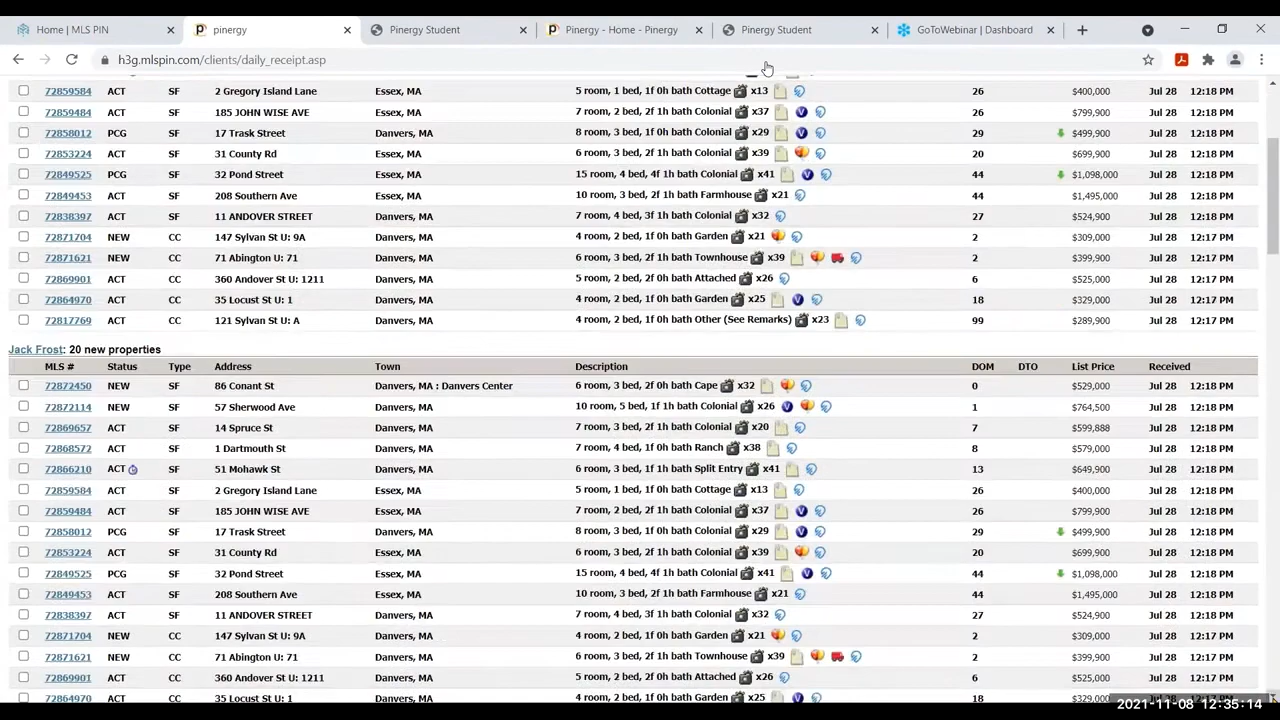 Home | MLS PIN
pinergy
Pinergy Student
Pinergy - Home - Pinergy
Pinergy Student
GoToWebinar | Dashboard
h3g.mlspin.com/clients/daily_receipt.asp
72859584 ACT SF 2 Gregory Island Lane Essex, MA 5 room, 1 bed, 1f 0h bath Cottage x13 26 $400,000 Jul 28 12:18 PM
72859484 ACT SF 185 JOHN WISE AVE Essex, MA 7 room, 2 bed, 1f 0h bath Colonial x37 26 $799,900 Jul 28 12:18 PM
72858012 PCG SF 17 Trask Street Danvers, MA 8 room, 3 bed, 1f 0h bath Colonial x29 29 $499,900 Jul 28 12:18 PM
72853224 ACT SF 31 County Rd Essex, MA 6 room, 3 bed, 2f 1h bath Colonial x39 20 $699,900 Jul 28 12:18 PM
72849525 PCG SF 32 Pond Street Essex, MA 15 room, 4 bed, 4f 1h bath Colonial x41 44 $1,098,000 Jul 28 12:18 PM
72849453 ACT SF 208 Southern Ave Essex, MA 10 room, 3 bed, 2f 1h bath Farmhouse x21 44 $1,495,000 Jul 28 12:18 PM
72838397 ACT SF 11 ANDOVER STREET Danvers, MA 7 room, 4 bed, 3f 1h bath Colonial x32 27 $524,900 Jul 28 12:18 PM
72871704 NEW CC 147 Sylvan St U: 9A Danvers, MA 4 room, 2 bed, 1f 0h bath Garden x21 2 $309,000 Jul 28 12:17 PM
72871621 NEW CC 71 Abington U: 71 Danvers, MA 6 room, 3 bed, 2f 1h bath Townhouse x39 2 $399,900 Jul 28 12:17 PM
72869901 ACT CC 360 Andover St U: 1211 Danvers, MA 5 room, 2 bed, 2f 0h bath Attached x26 6 $525,000 Jul 28 12:17 PM
72864970 ACT CC 35 Locust St U: 1 Danvers, MA 4 room, 2 bed, 1f 0h bath Garden x25 18 $329,000 Jul 28 12:17 PM
72817769 ACT CC 121 Sylvan St U: A Danvers, MA 4 room, 2 bed, 1f 0h bath Other (See Remarks) x23 99 $289,900 Jul 28 12:17 PM
Jack Frost: 20 new properties
MLS # Status Type Address Town Description DOM DTO List Price Received
72872450 NEW SF 86 Conant St Danvers, MA : Danvers Center 6 room, 3 bed, 2f 0h bath Cape x32 0 $529,000 Jul 28 12:18 PM
72872114 NEW SF 57 Sherwood Ave Danvers, MA 10 room, 5 bed, 1f 1h bath Colonial x26 1 $764,500 Jul 28 12:18 PM
72869657 ACT SF 14 Spruce St Danvers, MA 7 room, 3 bed, 2f 1h bath Colonial x20 7 $599,888 Jul 28 12:18 PM
72868572 ACT SF 1 Dartmouth St Danvers, MA 7 room, 4 bed, 1f 1h bath Ranch x38 8 $579,000 Jul 28 12:18 PM
72866210 ACT SF 51 Mohawk St Danvers, MA 6 room, 3 bed, 1f 1h bath Split Entry x41 13 $649,900 Jul 28 12:18 PM
72859584 ACT SF 2 Gregory Island Lane Essex, MA 5 room, 1 bed, 1f 0h bath Cottage x13 26 $400,000 Jul 28 12:18 PM
72859484 ACT SF 185 JOHN WISE AVE Essex, MA 7 room, 2 bed, 1f 0h bath Colonial x37 26 $799,900 Jul 28 12:18 PM
72858012 PCG SF 17 Trask Street Danvers, MA 8 room, 3 bed, 1f 0h bath Colonial x29 29 $499,900 Jul 28 12:18 PM
72853224 ACT SF 31 County Rd Essex, MA 6 room, 3 bed, 2f 1h bath Colonial x39 20 $699,900 Jul 28 12:18 PM
72849525 PCG SF 32 Pond Street Essex, MA 15 room, 4 bed, 4f 1h bath Colonial x41 44 $1,098,000 Jul 28 12:18 PM
72849453 ACT SF 208 Southern Ave Essex, MA 10 room, 3 bed, 2f 1h bath Farmhouse x21 44 $1,495,000 Jul 28 12:18 PM
72838397 ACT SF 11 ANDOVER STREET Danvers, MA 7 room, 4 bed, 3f 1h bath Colonial x32 27 $524,900 Jul 28 12:18 PM
72871704 NEW CC 147 Sylvan St U: 9A Danvers, MA 4 room, 2 bed, 1f 0h bath Garden x21 2 $309,000 Jul 28 12:17 PM
72871621 NEW CC 71 Abington U: 71 Danvers, MA 6 room, 3 bed, 2f 1h bath Townhouse x39 2 $399,900 Jul 28 12:17 PM
72869901 ACT CC 360 Andover St U: 1211 Danvers, MA 5 room, 2 bed, 2f 0h bath Attached x26 6 $525,000 Jul 28 12:17 PM
72864970 ACT CC 35 Locust St U: 1 Danvers, MA 4 room, 2 bed, 1f 0h bath Garden x25 18 $329,000
2021-11-08 12:35:14